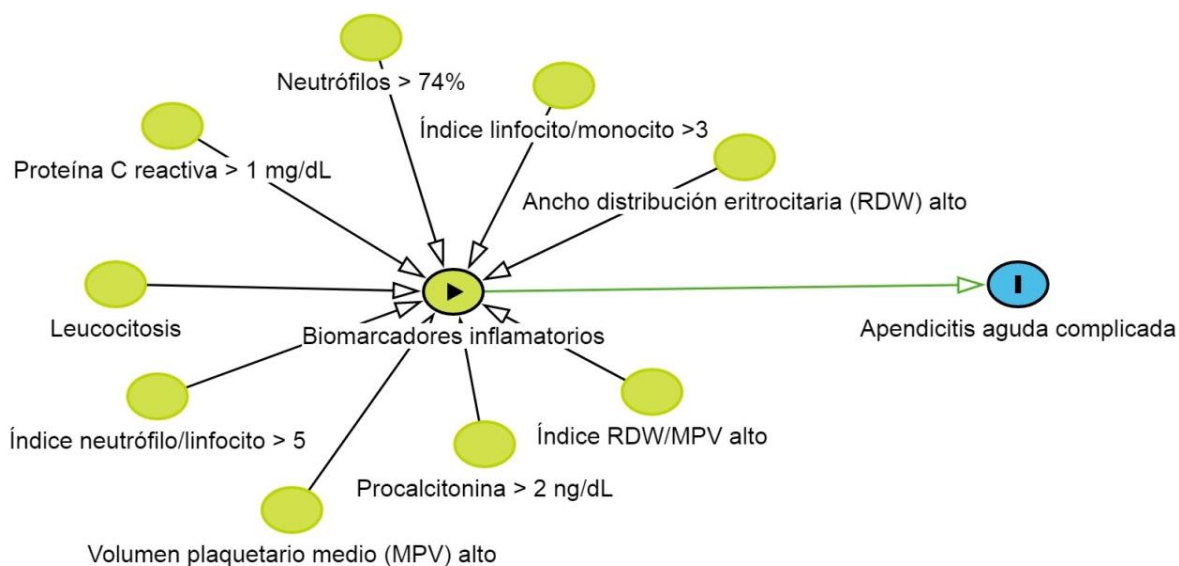 Neutrófilos > 74%
Índice linfocito/monocito >3
Proteína C reactiva > 1 mg/dL
Ancho distribución eritrocitaria (RDW) alto
Leucocitosis
Biomarcadores inflamatorios
Apendicitis aguda complicada
Índice neutrófilo/linfocito > 5
Índice RDW/MPV alto
Procalcitonina > 2 ng/dL
Volumen plaquetario medio (MPV) alto